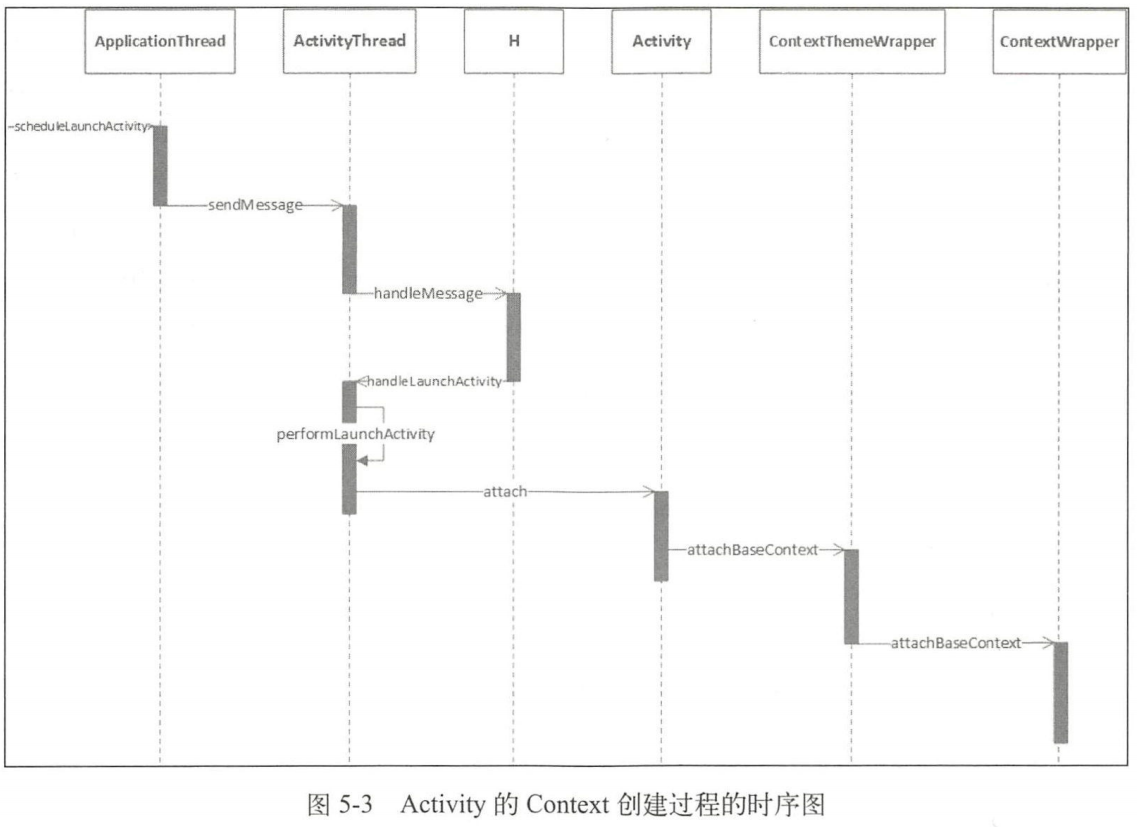 ApplicationThread
ActivityThread
H
Activity
ContextThemeWrapper
ContextWrapper
scheduleLaunchActivity
sendMessage
handleMessage
handleLaunchActivity
performLaunchActivity
attach
attachBaseContext
attachBaseContext
图 5-3 Activity 的 Context 创建过程的时序图